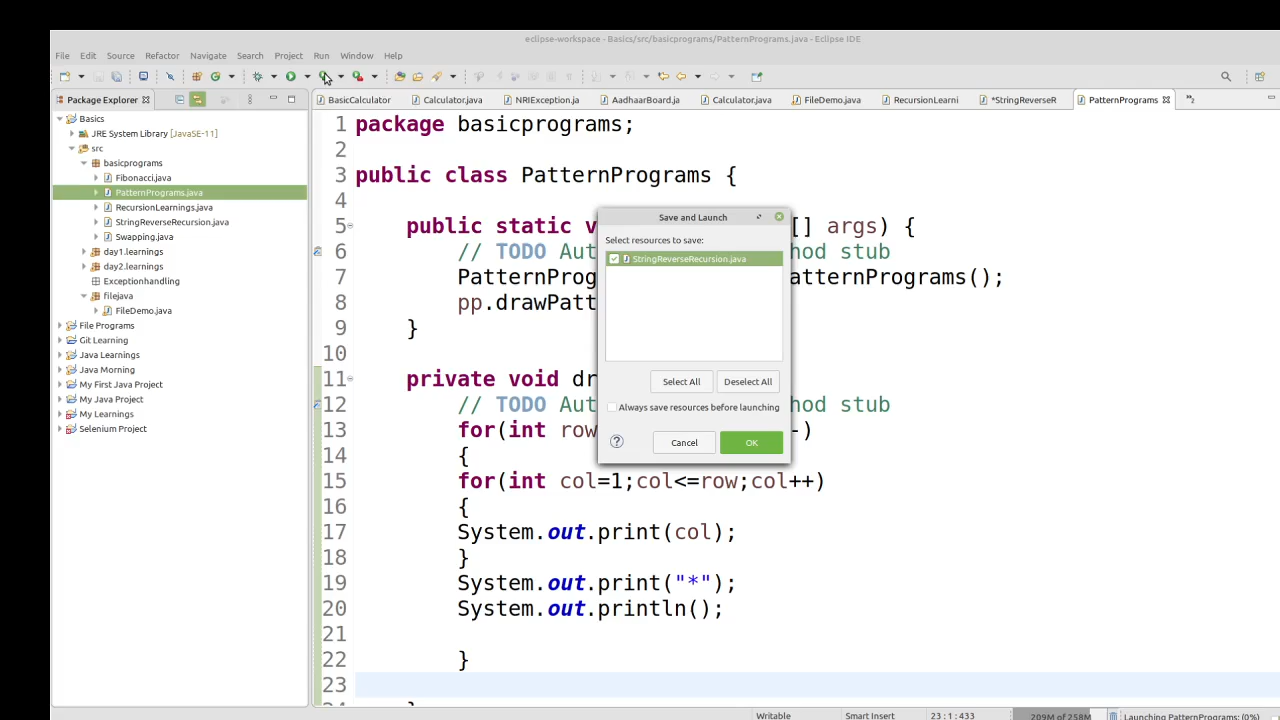 eclipse-workspace - Basics/src/basicprograms/PatternPrograms.java - Eclipse IDE
File Edit Source Refactor Navigate Search Project Run Window Help
Package Explorer
BasicCalculator
Calculator.java
NRIException.ja
AadhaarBoard.ja
Calculator.java
FileDemo.java
RecursionLearni
*StringReverseR
PatternPrograms
»2
Basics
JRE System Library [JavaSE-11]
src
basicprograms
Fibonacci.java
PatternPrograms.java
RecursionLearnings.java
StringReverseRecursion.java
Swapping.java
day1.learnings
day2.learnings
Exceptionhandling
filejava
FileDemo.java
File Programs
Git Learning
Java Learnings
Java Morning
My First Java Project
My Java Project
My Learnings
Selenium Project
1 package basicprograms;
2
3 public class PatternPrograms {
4
5 public static v [] args) {
6 // TODO Aut hod stub
7 PatternProg atternPrograms();
8 pp.drawPatt
9 }
10
11 private void dr
12 // TODO Aut hod stub
13 for(int row -)
14 {
15 for(int col=1;col<=row;col++)
16 {
17 System.out.print(col);
18 }
19 System.out.print("*");
20 System.out.println();
21
22 }
23
Save and Launch
Select resources to save:
StringReverseRecursion.java
Select All
Deselect All
Always save resources before launching
?
Cancel
OK
Writable
Smart Insert
23 : 1 : 433
209M of 258M
Launching PatternPrograms: (0%)